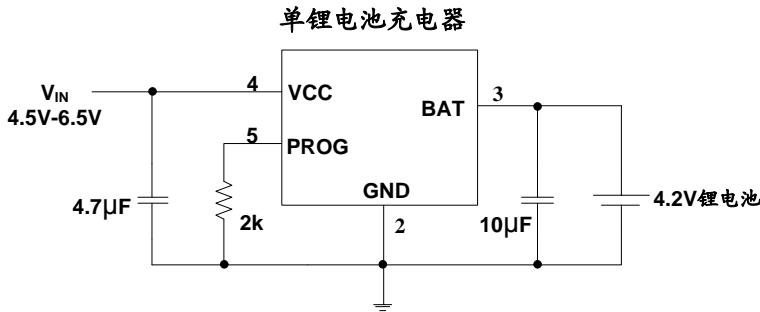 单锂电池充电器
V_IN
4.5V-6.5V
4
VCC
5
PROG
BAT
3
GND
2
4.7μF
2k
10μF
4.2V锂电池